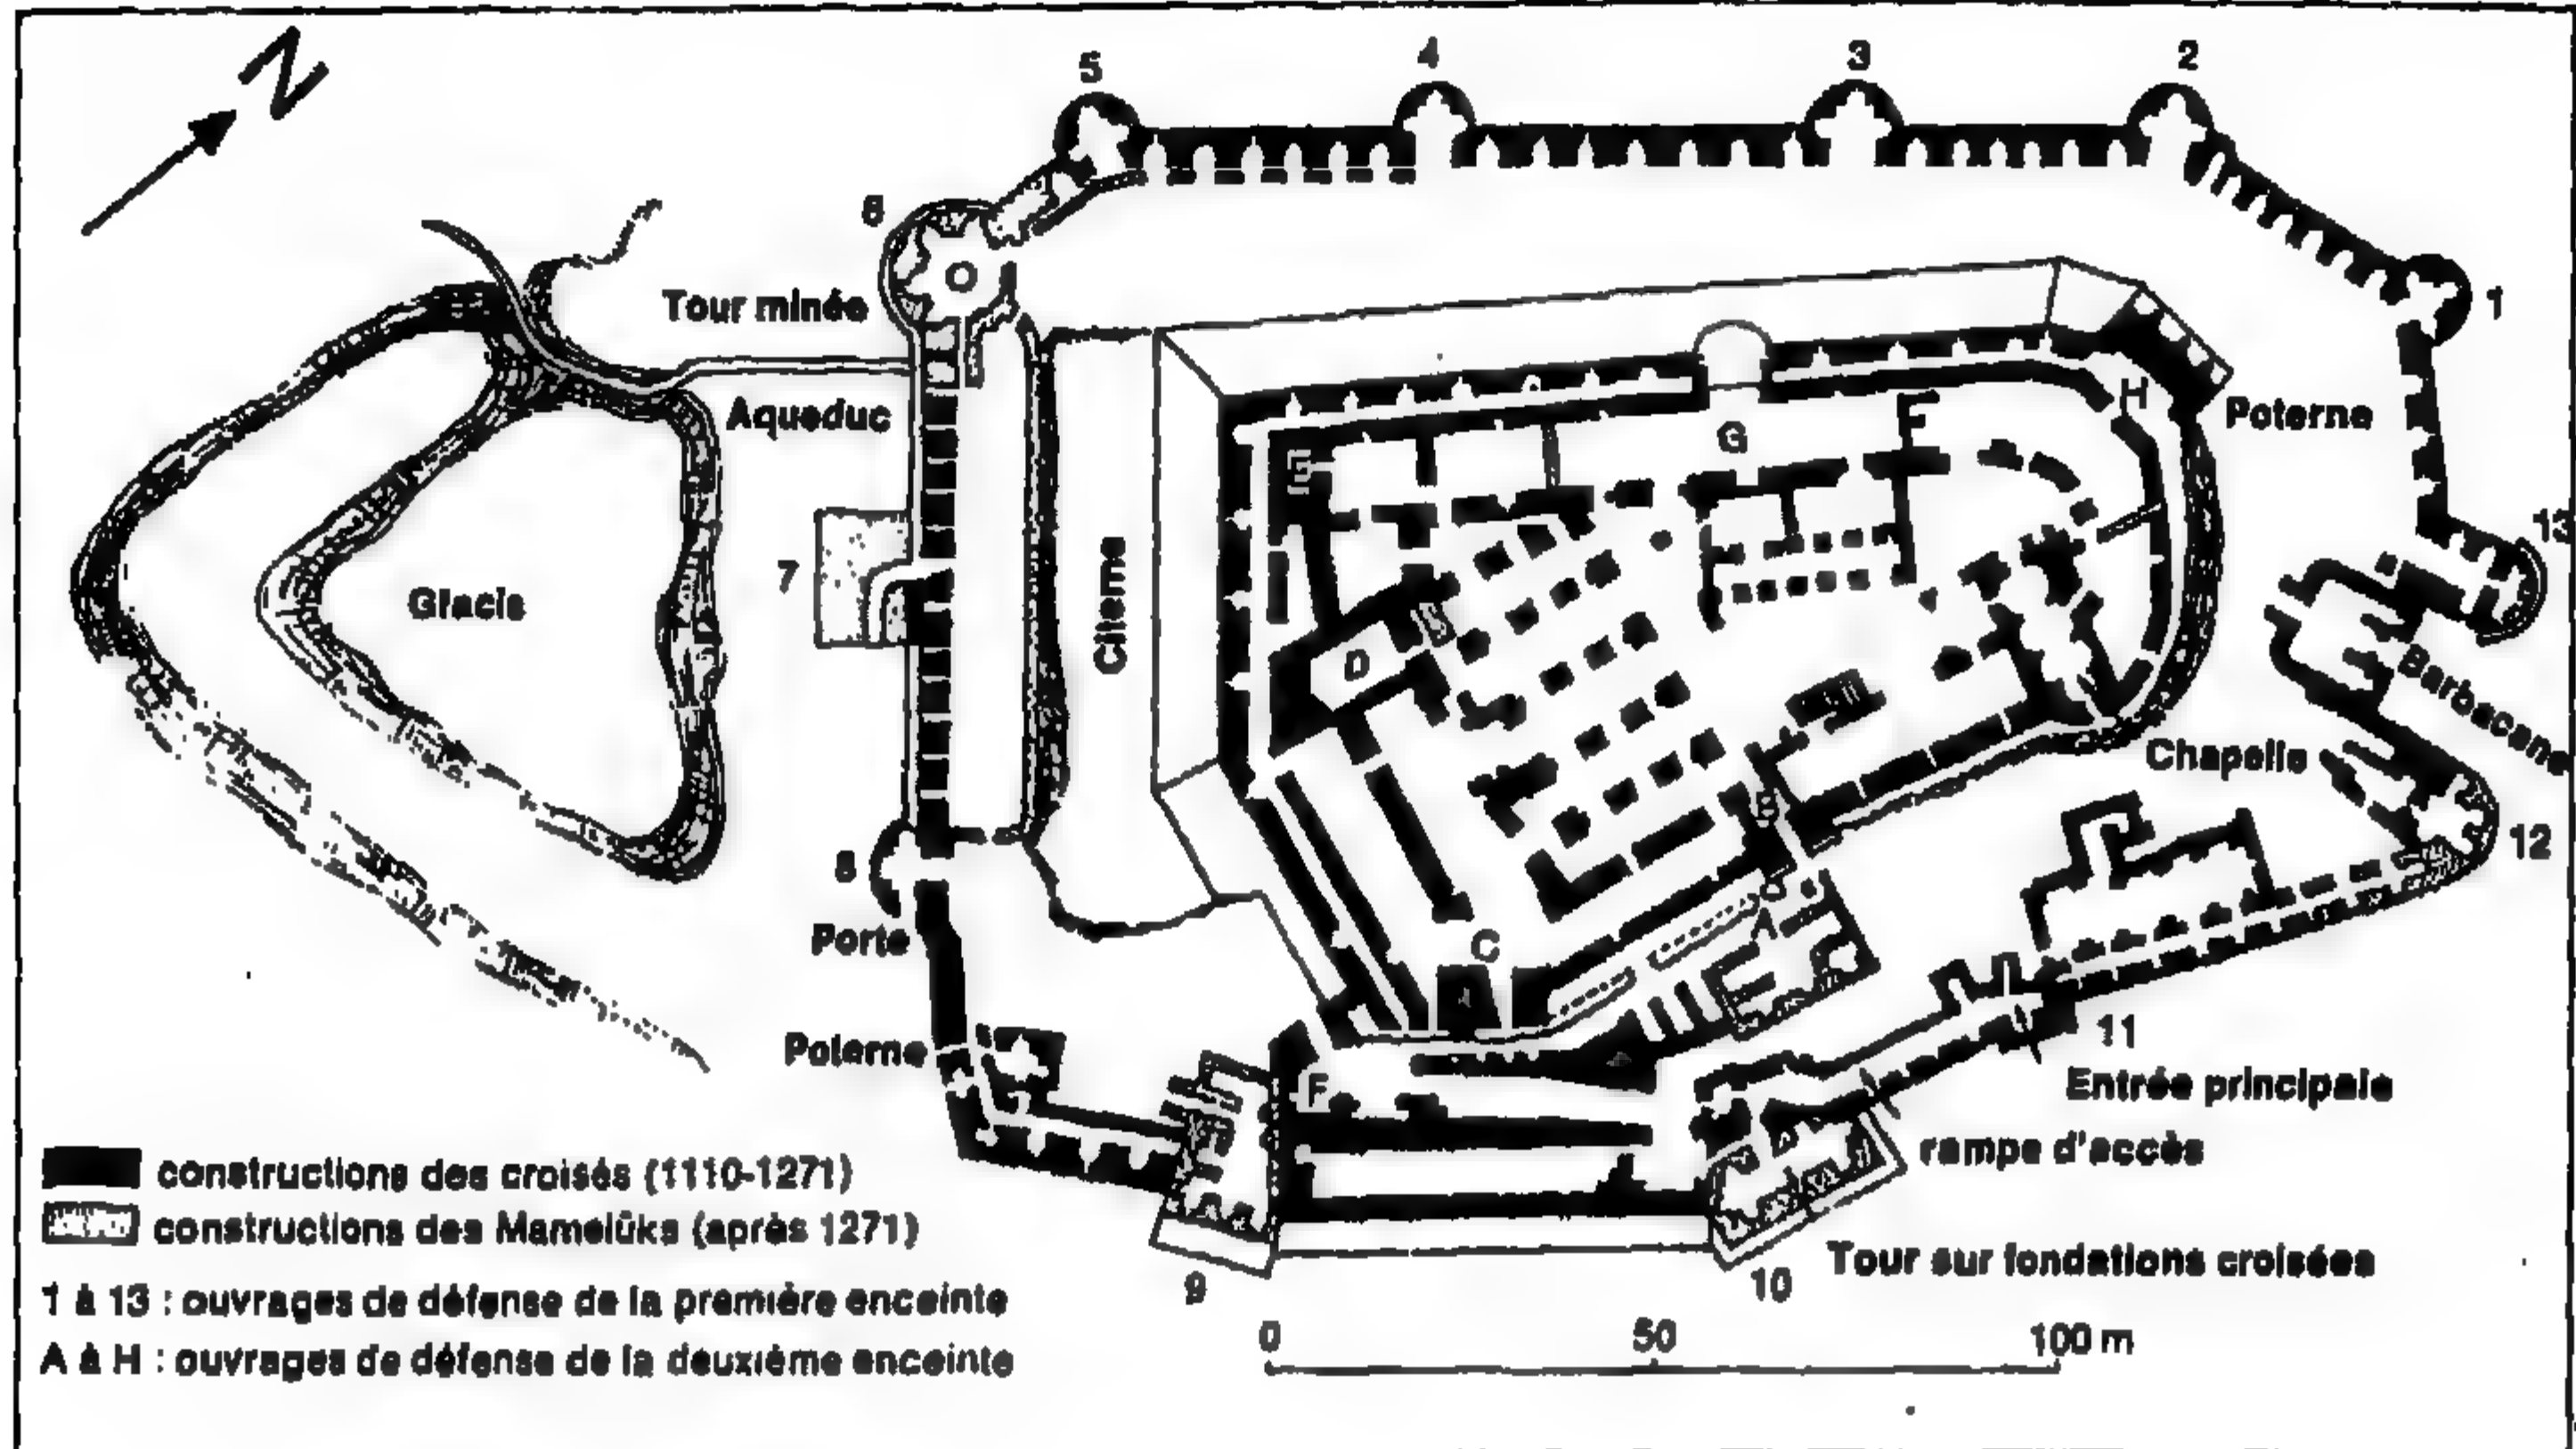 N
5
4
3
2
6
O
Tour minée
1
Aqueduc
H
Poterne
G
13
7
Glacis
Citerne
D
Barbacane
Chapelle
B
12
8
Porte
A
C
11
Poterne
F
Entrée principale
rampe d'accès
constructions des croisés (1110-1271)
constructions des Mamelûks (après 1271)
Tour sur fondations croisées
9
10
1 à 13 : ouvrages de défense de la première enceinte
0 50 100 m
A à H : ouvrages de défense de la deuxième enceinte